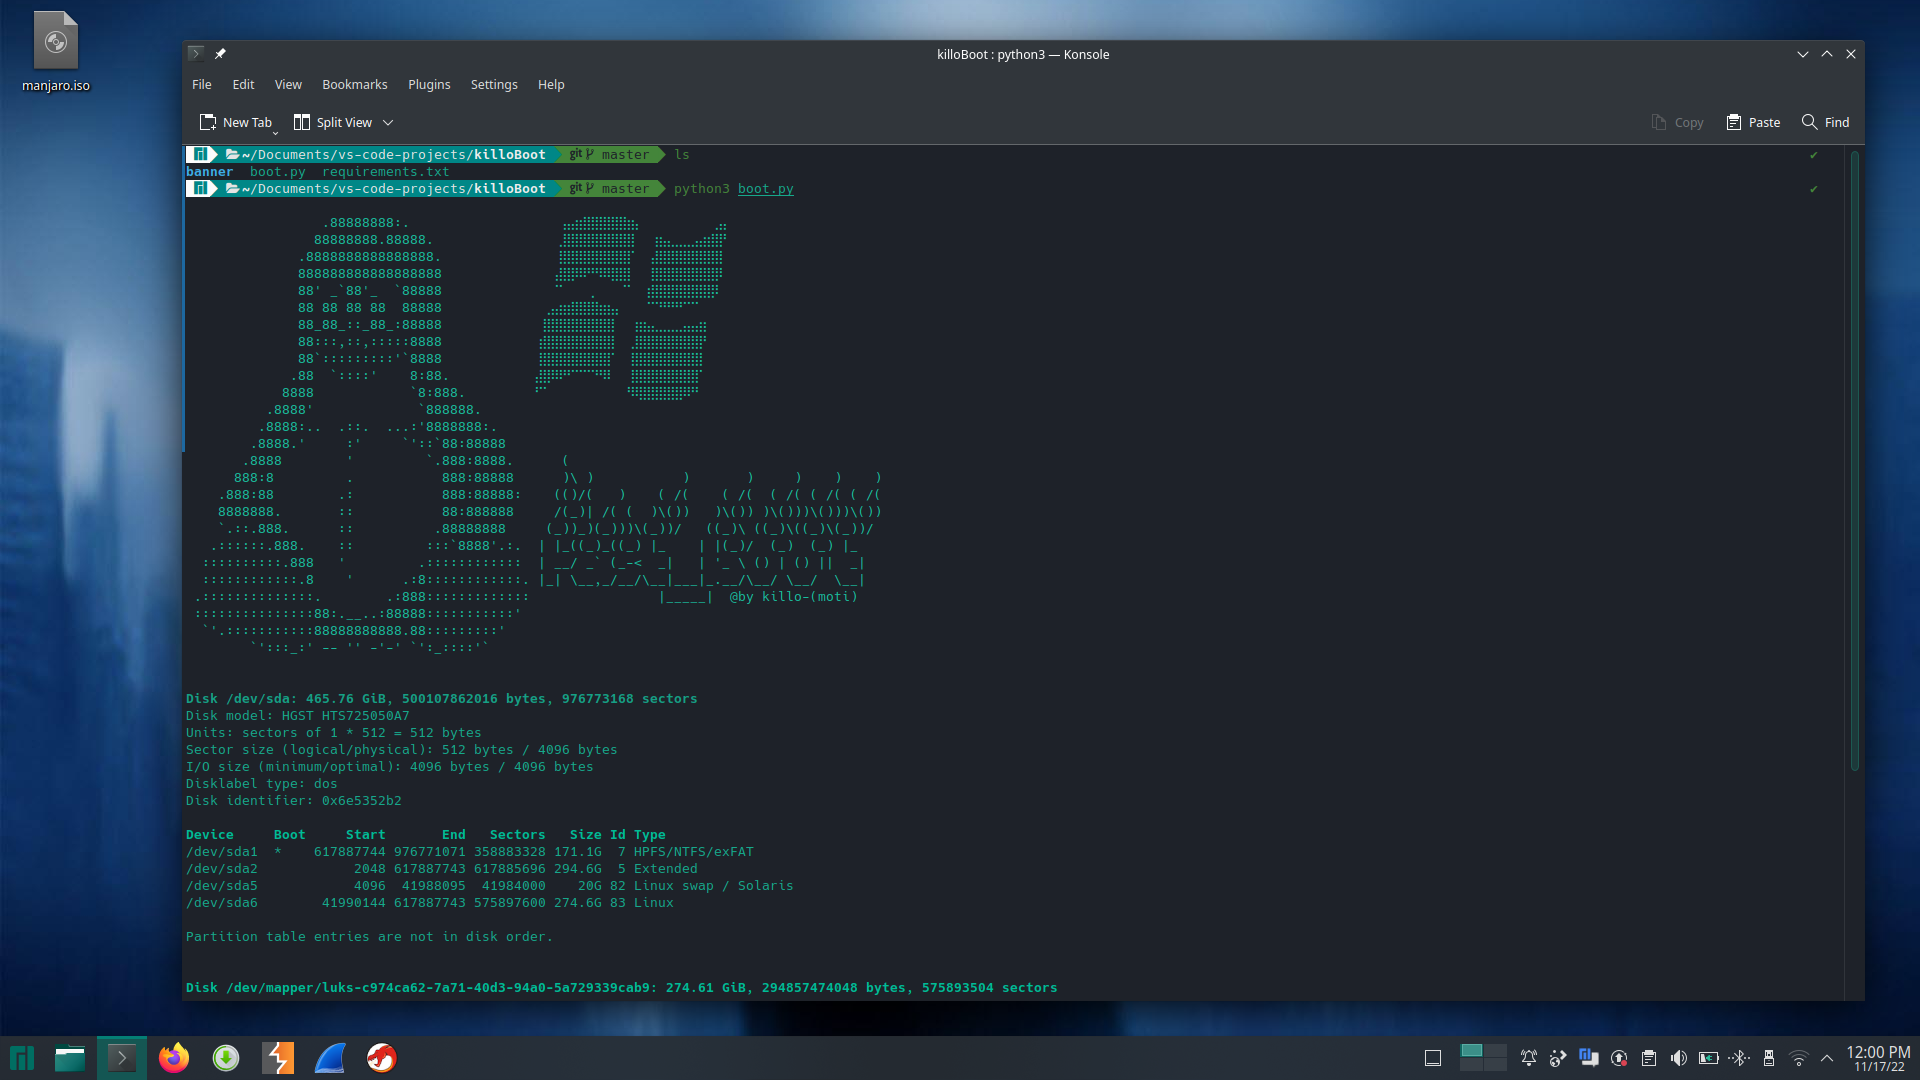 manjaro.iso
killoBoot : python3 — Konsole
File Edit View Bookmarks Plugins Settings Help
New Tab Split View Copy Paste Find
~/Documents/vs-code-projects/killoBoot git master ls
banner boot.py requirements.txt
~/Documents/vs-code-projects/killoBoot git master python3 boot.py
@by killo-(moti)
Disk /dev/sda: 465.76 GiB, 500107862016 bytes, 976773168 sectors
Disk model: HGST HTS725050A7
Units: sectors of 1 * 512 = 512 bytes
Sector size (logical/physical): 512 bytes / 4096 bytes
I/O size (minimum/optimal): 4096 bytes / 4096 bytes
Disklabel type: dos
Disk identifier: 0x6e5352b2
Device Boot Start End Sectors Size Id Type
/dev/sda1 * 617887744 976771071 358883328 171.1G 7 HPFS/NTFS/exFAT
/dev/sda2 2048 617887743 617885696 294.6G 5 Extended
/dev/sda5 4096 41988095 41984000 20G 82 Linux swap / Solaris
/dev/sda6 41990144 617887743 575897600 274.6G 83 Linux
Partition table entries are not in disk order.
Disk /dev/mapper/luks-c974ca62-7a71-40d3-94a0-5a729339cab9: 274.61 GiB, 294857474048 bytes, 575893504 sectors
12:00 PM
11/17/22